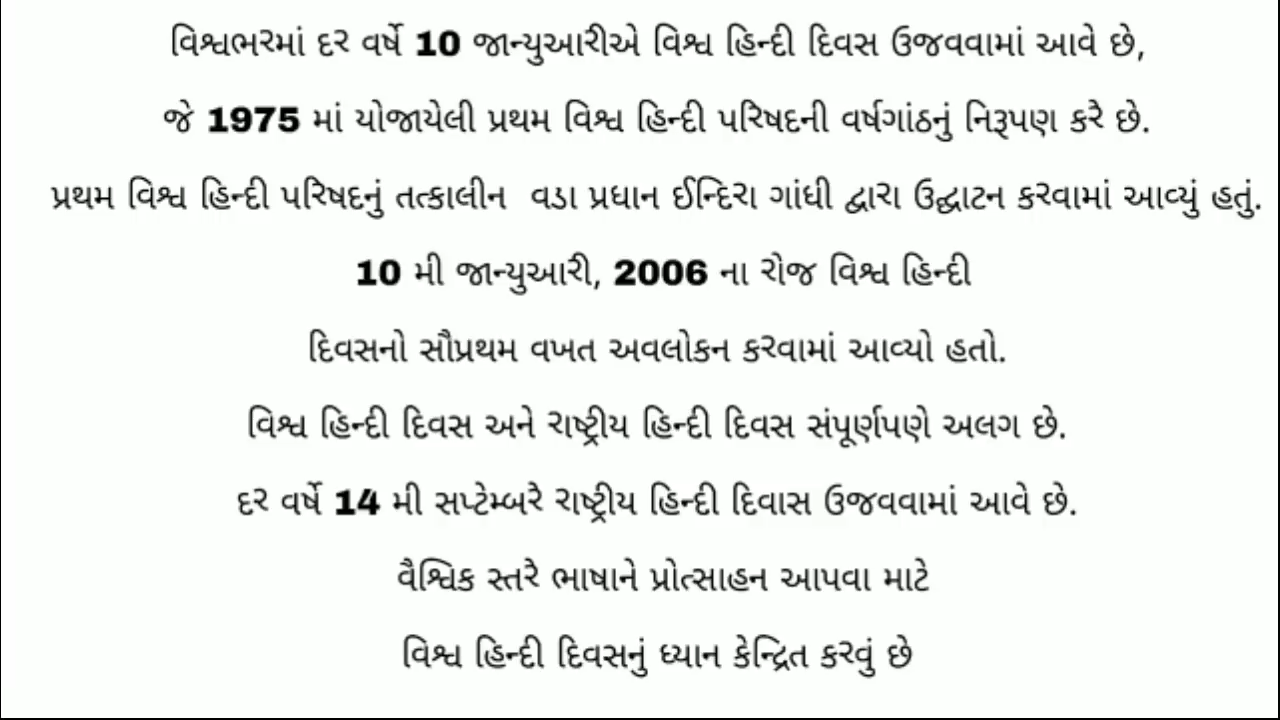 વિશ્વભરમાં દર વર્ષે 10 જાન્યુઆરીએ વિશ્વ હિન્દી દિવસ ઉજવવામાં આવે છે,
જે 1975 માં યોજાયેલી પ્રથમ વિશ્વ હિન્દી પરિષદની વર્ષગાંઠનું નિરૂપણ કરે છે.
પ્રથમ વિશ્વ હિન્દી પરિષદનું તત્કાલીન વડા પ્રધાન ઈન્દિરા ગાંધી દ્વારા ઉદ્ઘાટન કરવામાં આવ્યું હતું.
10 મી જાન્યુઆરી, 2006 ના રોજ વિશ્વ હિન્દી
દિવસનો સૌપ્રથમ વખત અવલોકન કરવામાં આવ્યો હતો.
વિશ્વ હિન્દી દિવસ અને રાષ્ટ્રીય હિન્દી દિવસ સંપૂર્ણપણે અલગ છે.
દર વર્ષે 14 મી સપ્ટેમ્બરે રાષ્ટ્રીય હિન્દી દિવાસ ઉજવવામાં આવે છે.
વૈશ્વિક સ્તરે ભાષાને પ્રોત્સાહન આપવા માટે
વિશ્વ હિન્દી દિવસનું ધ્યાન કેન્દ્રિત કરવું છે